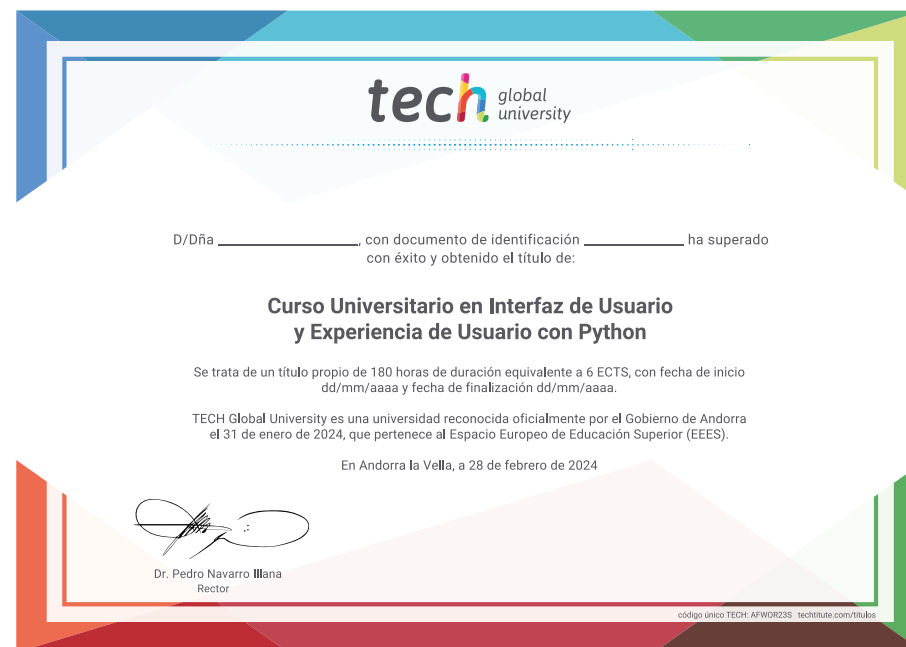 tech global university
D/Dña ____________________, con documento de identificación ______________ ha superado
con éxito y obtenido el título de:
Curso Universitario en Interfaz de Usuario
y Experiencia de Usuario con Python
Se trata de un título propio de 180 horas de duración equivalente a 6 ECTS, con fecha de inicio
dd/mm/aaaa y fecha de finalización dd/mm/aaaa.
TECH Global University es una universidad reconocida oficialmente por el Gobierno de Andorra
el 31 de enero de 2024, que pertenece al Espacio Europeo de Educación Superior (EEES).
En Andorra la Vella, a 28 de febrero de 2024
Dr. Pedro Navarro Illana
Rector
código único TECH: AFWOR23S techtitute.com/titulos